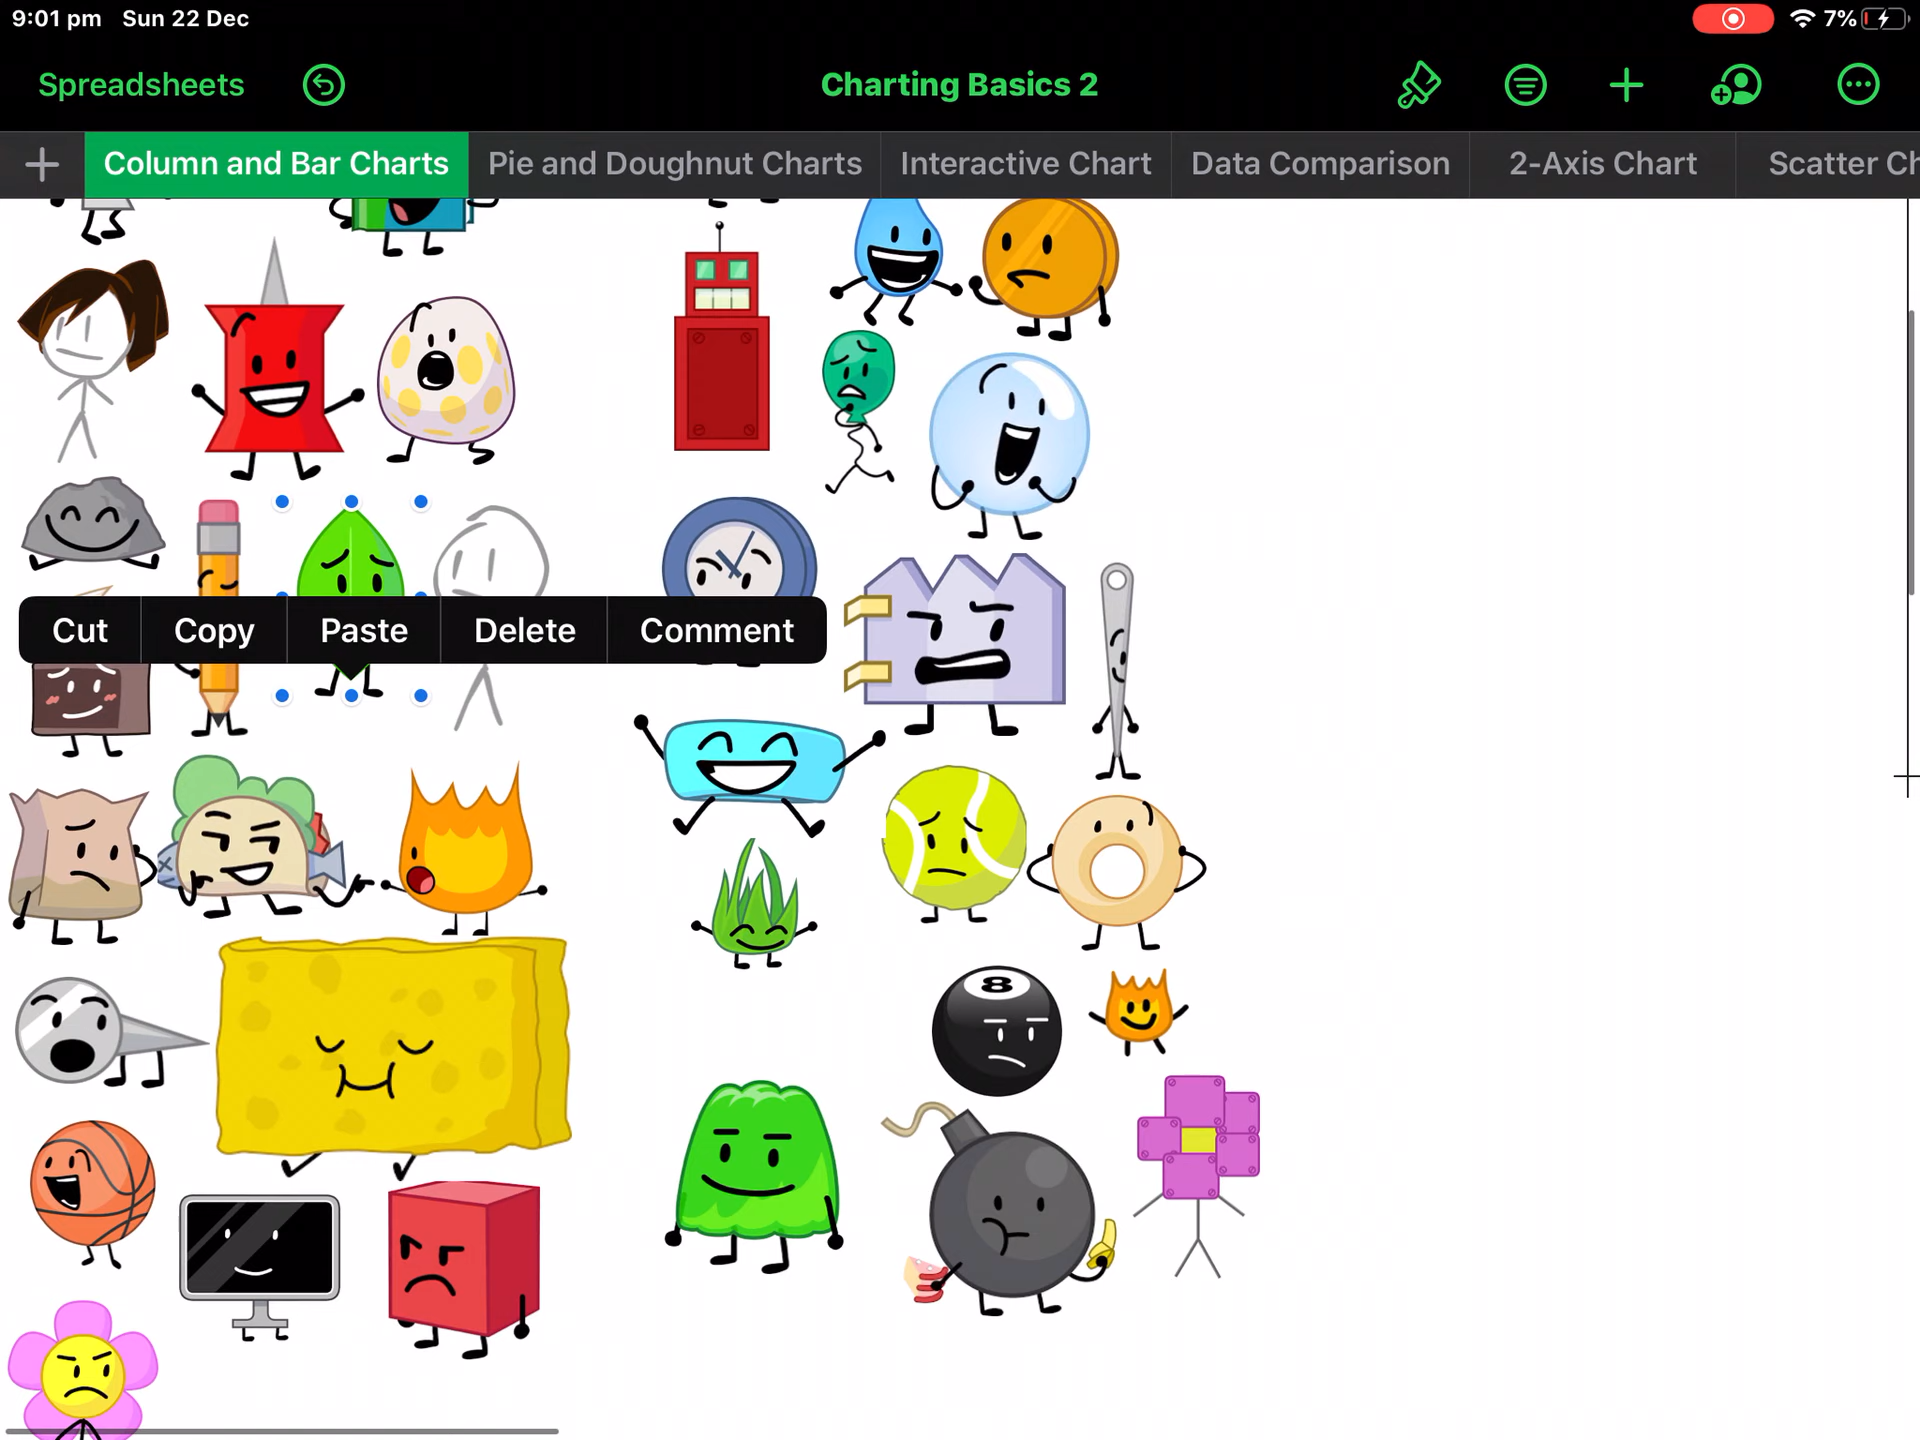 9:01 pm Sun 22 Dec 7%
Spreadsheets Charting Basics 2
Column and Bar Charts Pie and Doughnut Charts Interactive Chart Data Comparison 2-Axis Chart Scatter Ch
Cut Copy Paste Delete Comment
8